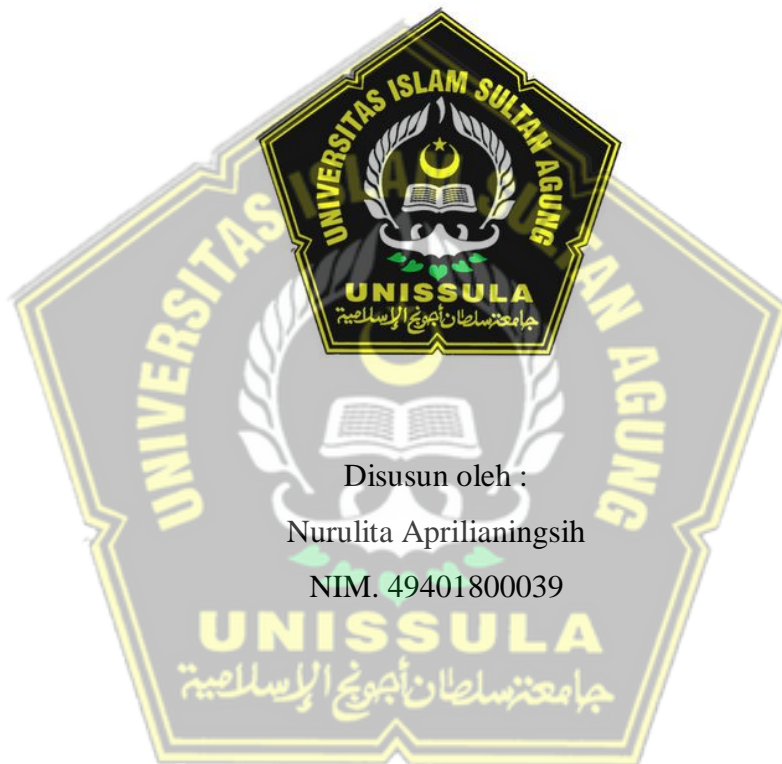 UNIVERSITAS ISLAM SULTAN AGUNG
UNISSULA
جامعة سلطان أجونج الإسلامية
Disusun oleh :
Nurulita Aprilianingsih
NIM. 49401800039
UNIVERSITAS ISLAM SULTAN AGUNG
UNISSULA
جامعة سلطان أجونج الإسلامية